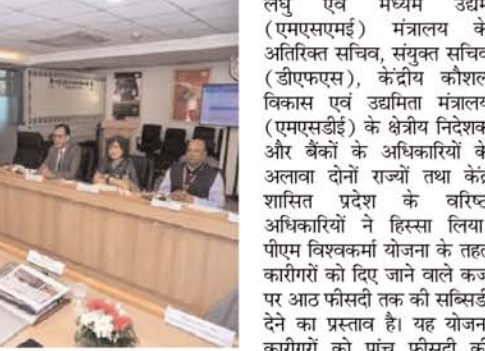 लघु एवं मध्यम उद्यम
(एमएसएमई) मंत्रालय के
अतिरिक्त सचिव, संयुक्त सचिव
(डीएफएस), केंद्रीय कौशल
विकास एवं उद्यमिता मंत्रालय
(एमएसडीई) के क्षेत्रीय निदेशक
और बैंकों के अधिकारियों के
अलावा दोनों राज्यों तथा केंद्र
शासित प्रदेश के वरिष्ठ
अधिकारियों ने हिस्सा लिया
पीएम विश्वकर्मा योजना के तहत
कारीगरों को दिए जाने वाले कर्ज
पर आठ फीसदी तक की सब्सिडी
देने का प्रस्ताव है। यह योजना
कारीगरों को पांच फीसदी की